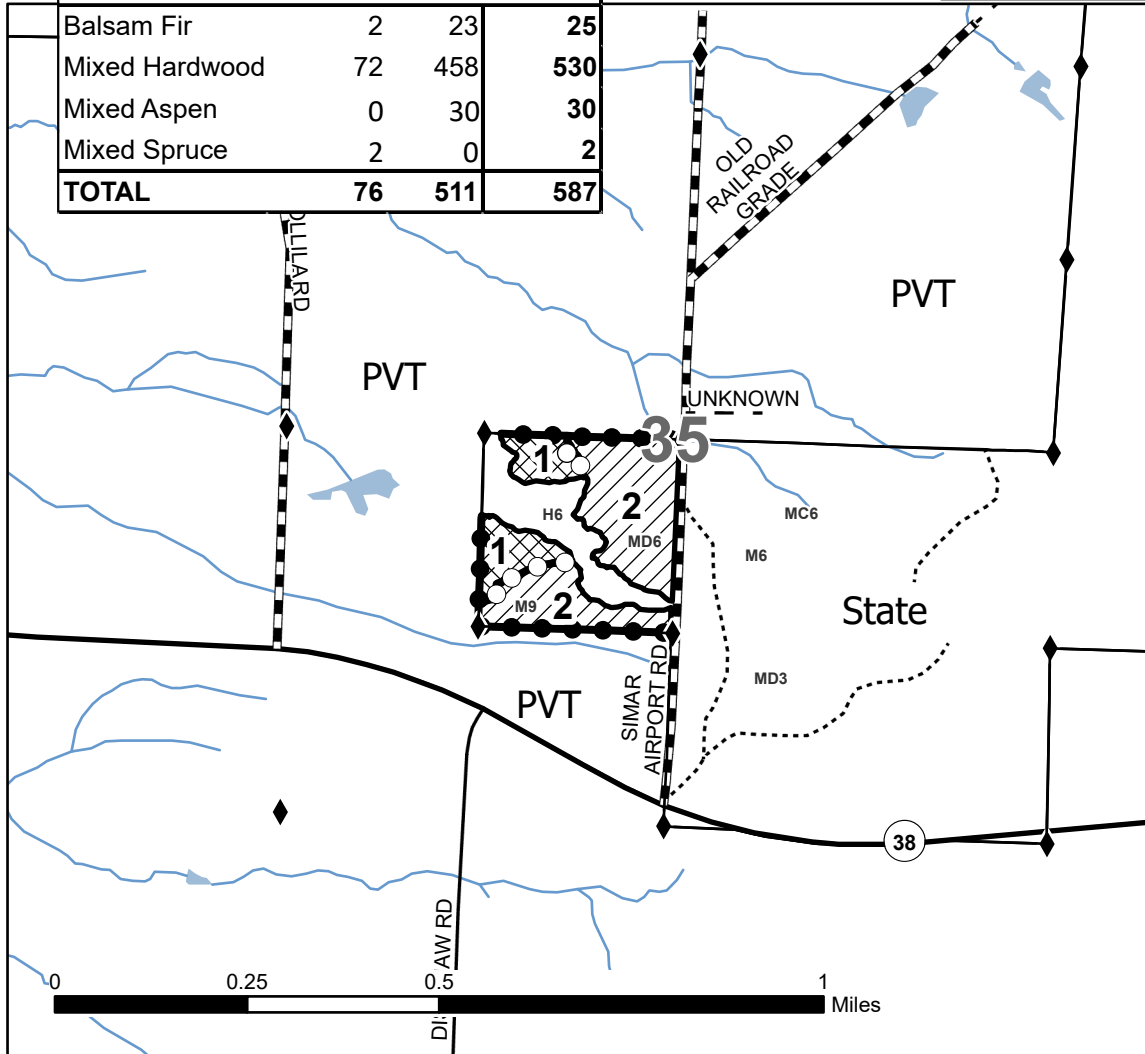 Balsam Fir 2 23 25
Mixed Hardwood 72 458 530
Mixed Aspen 0 30 30
Mixed Spruce 2 0 2
TOTAL 76 511 587
OLD
RAILROAD
GRADE
PVT
PVT
UNKNOWN
35
1
2
H6
MD6
MC6
M6
1
M9
2
State
MD3
SIMAR
AIRPORT RD
PVT
38
AW RD
0 0.25 0.5 1
Miles